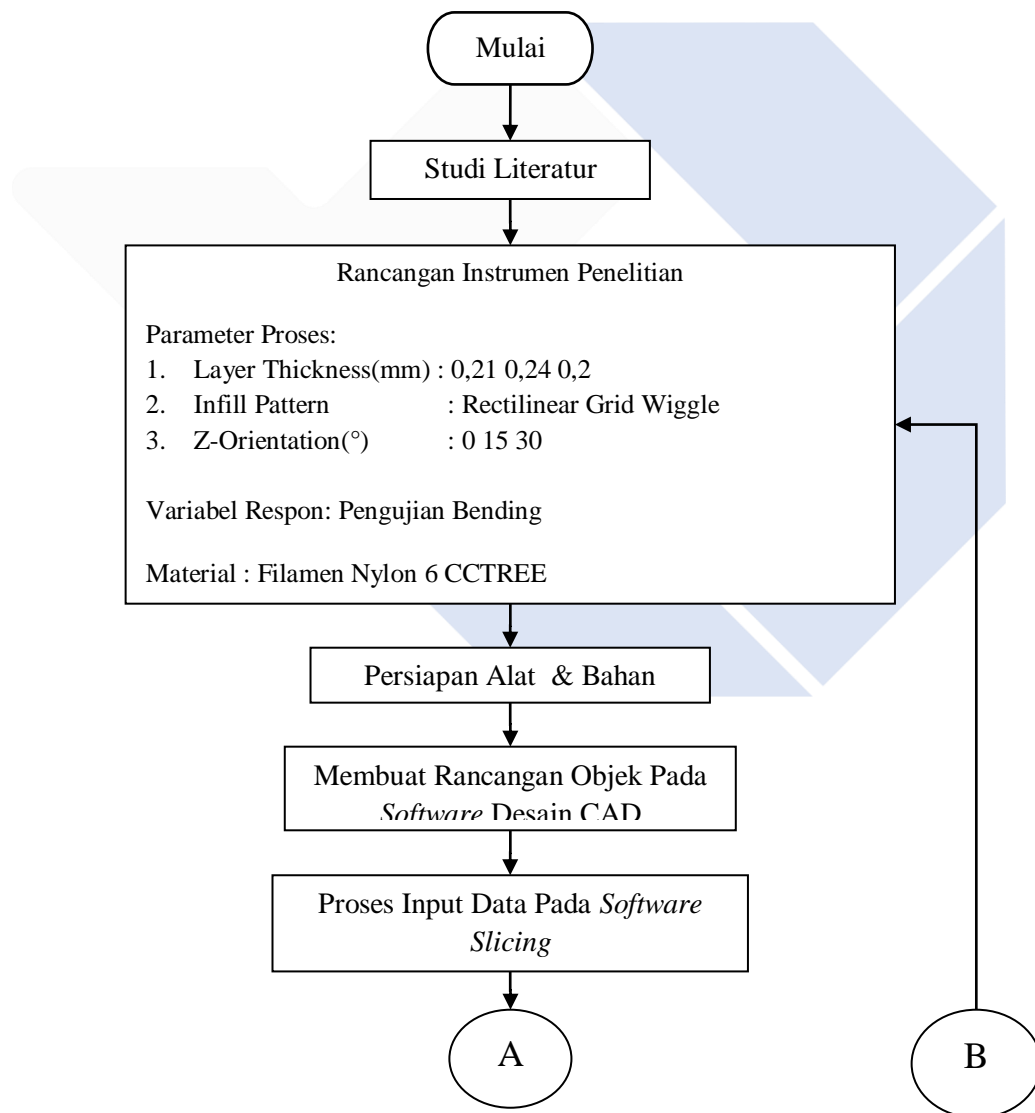 Mulai
Studi Literatur
Rancangan Instrumen Penelitian
Parameter Proses:
1. Layer Thickness(mm) : 0,21 0,24 0,2
2. Infill Pattern : Rectilinear Grid Wiggle
3. Z-Orientation(°) : 0 15 30
Variabel Respon: Pengujian Bending
Material : Filamen Nylon 6 CCTREE
Persiapan Alat & Bahan
Membuat Rancangan Objek Pada
Software Desain CAD
Proses Input Data Pada Software
Slicing
A
B